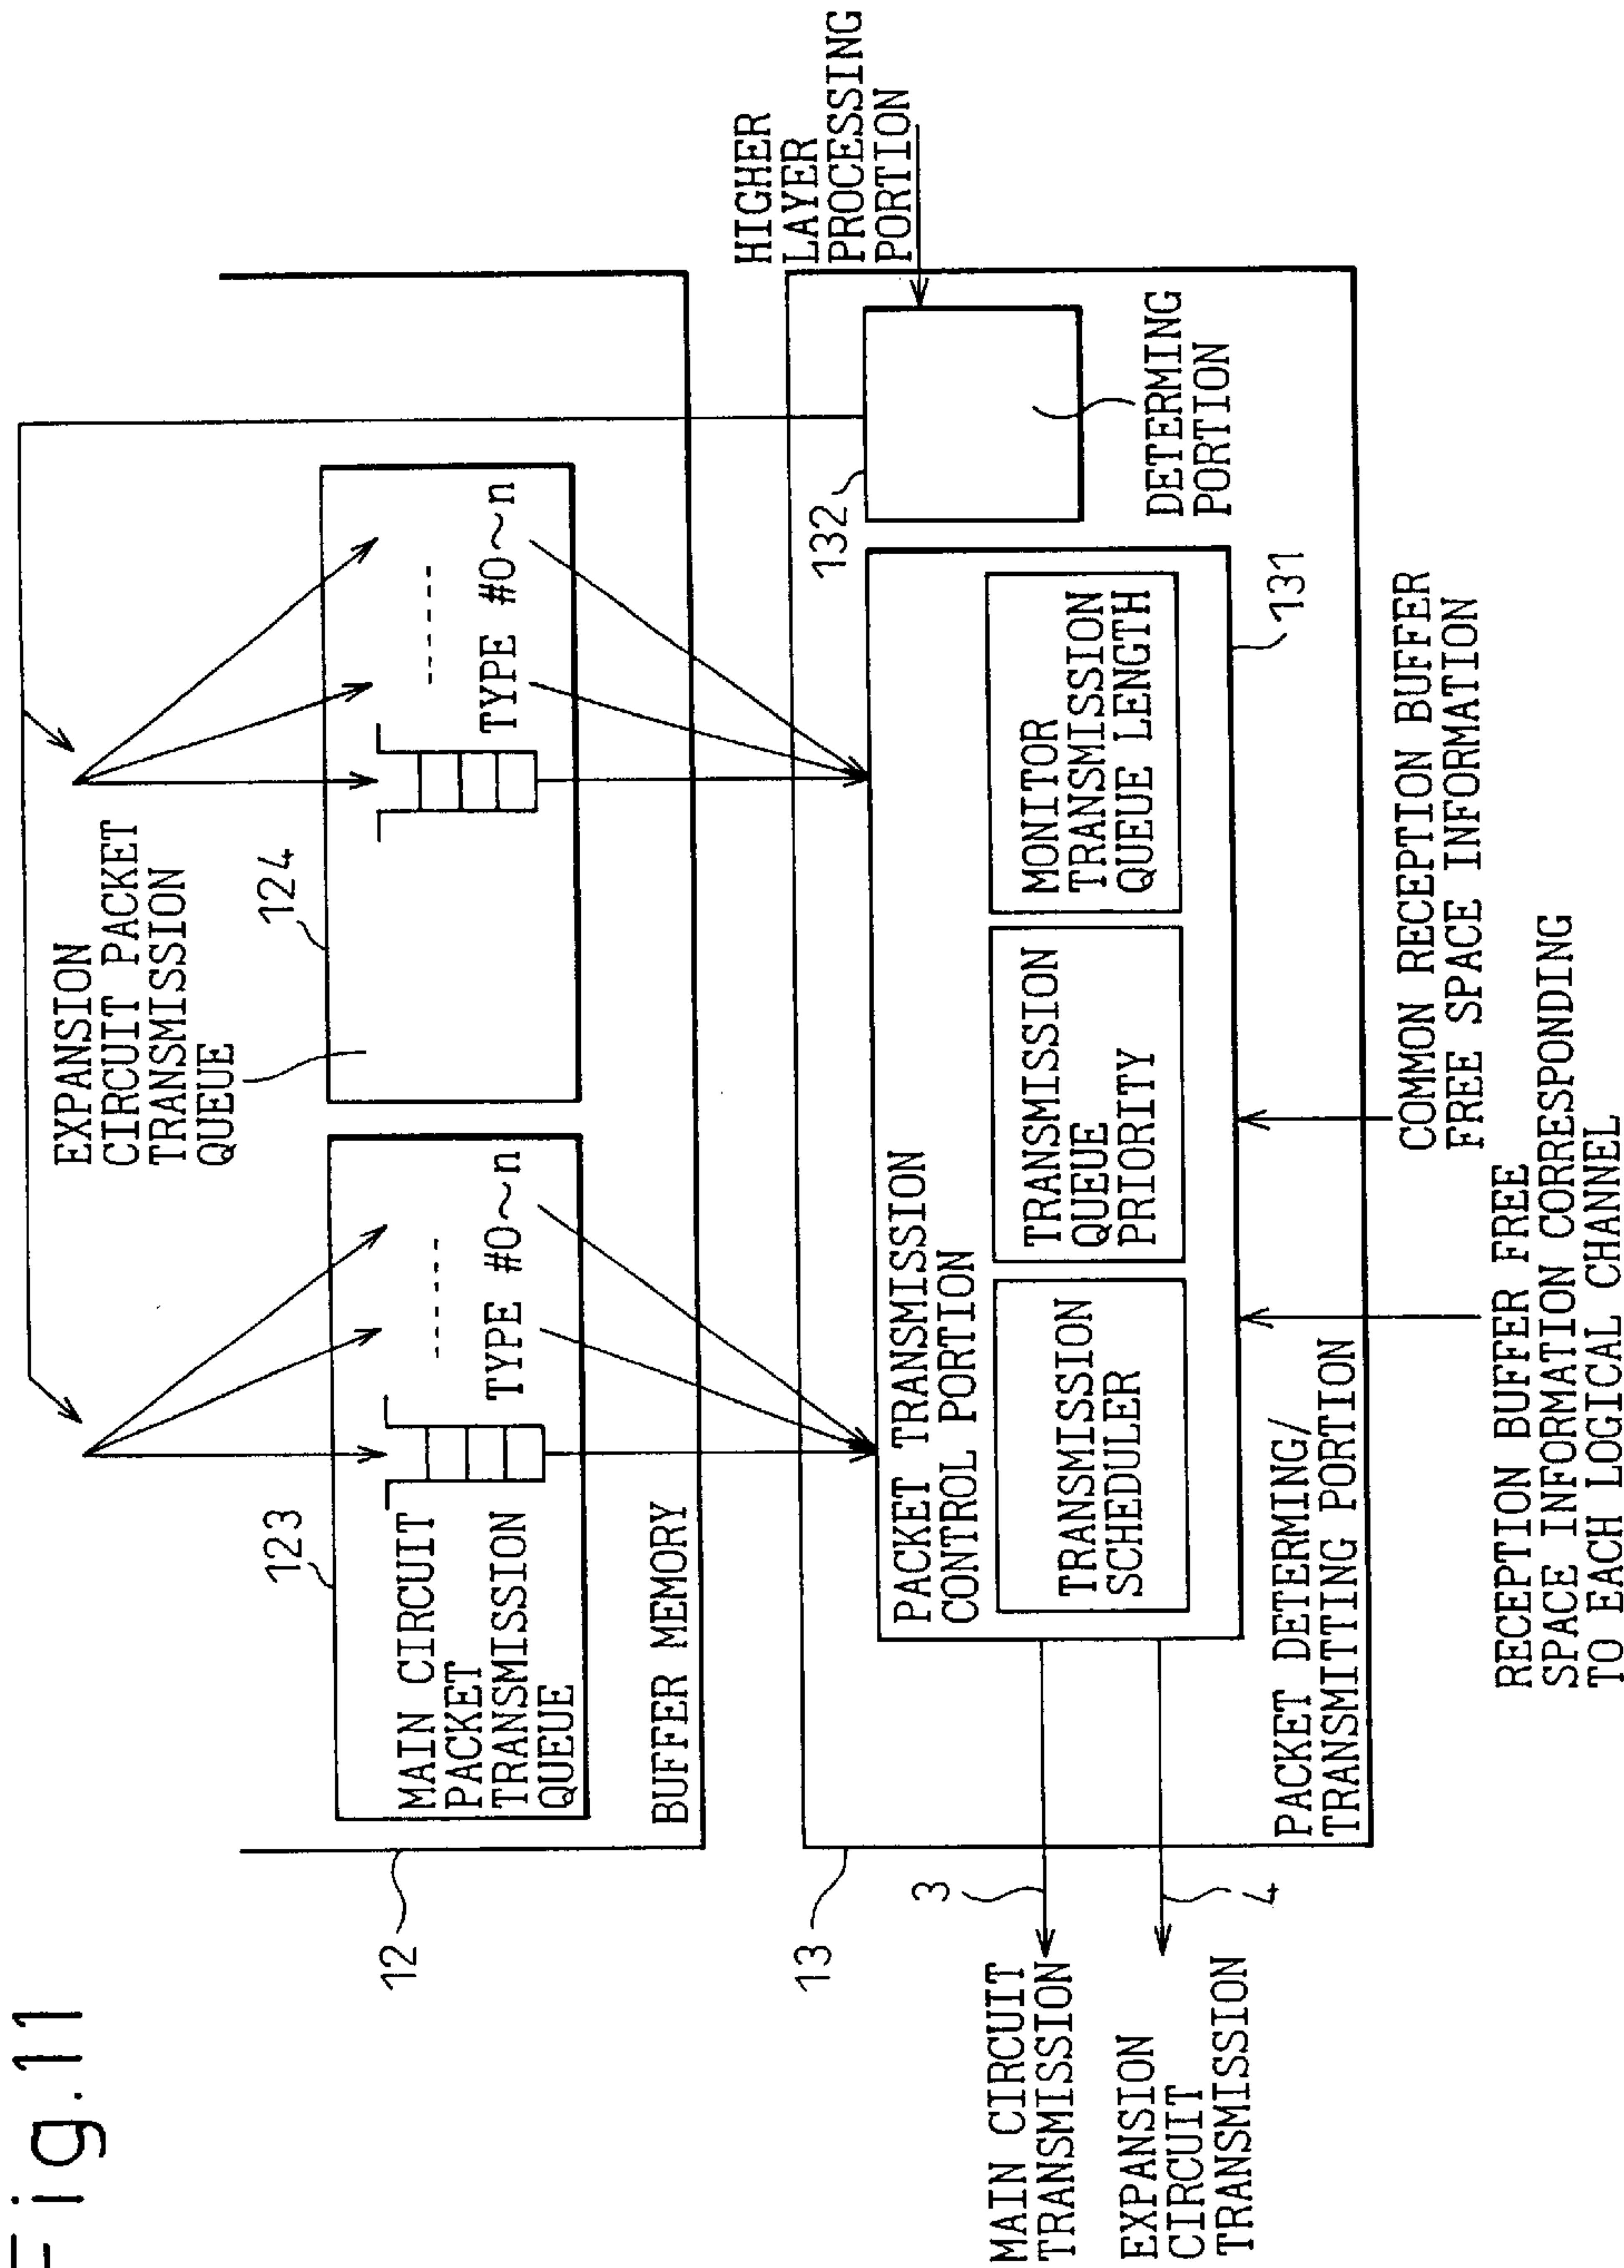 Fig.11
EXPANSION
CIRCUIT PACKET
TRANSMISSION
QUEUE
123
124
MAIN CIRCUIT
PACKET
TRANSMISSION
QUEUE
TYPE #0~n
TYPE #0~n
BUFFER MEMORY
12
HIGHER
LAYER
PROCESSING
PORTION
13
132
PACKET TRANSMISSION
CONTROL PORTION
TRANSMISSION
SCHEDULER
TRANSMISSION
QUEUE
PRIORITY
MONITOR
TRANSMISSION
QUEUE LENGTH
DETERMING
PORTION
131
3
MAIN CIRCUIT
TRANSMISSION
4
EXPANSION
CIRCUIT
TRANSMISSION
PACKET DETERMING/
TRANSMITTING PORTION
COMMON RECEPTION BUFFER
FREE SPACE INFORMATION
RECEPTION BUFFER FREE
SPACE INFORMATION CORRESPONDING
TO EACH LOGICAL CHANNEL